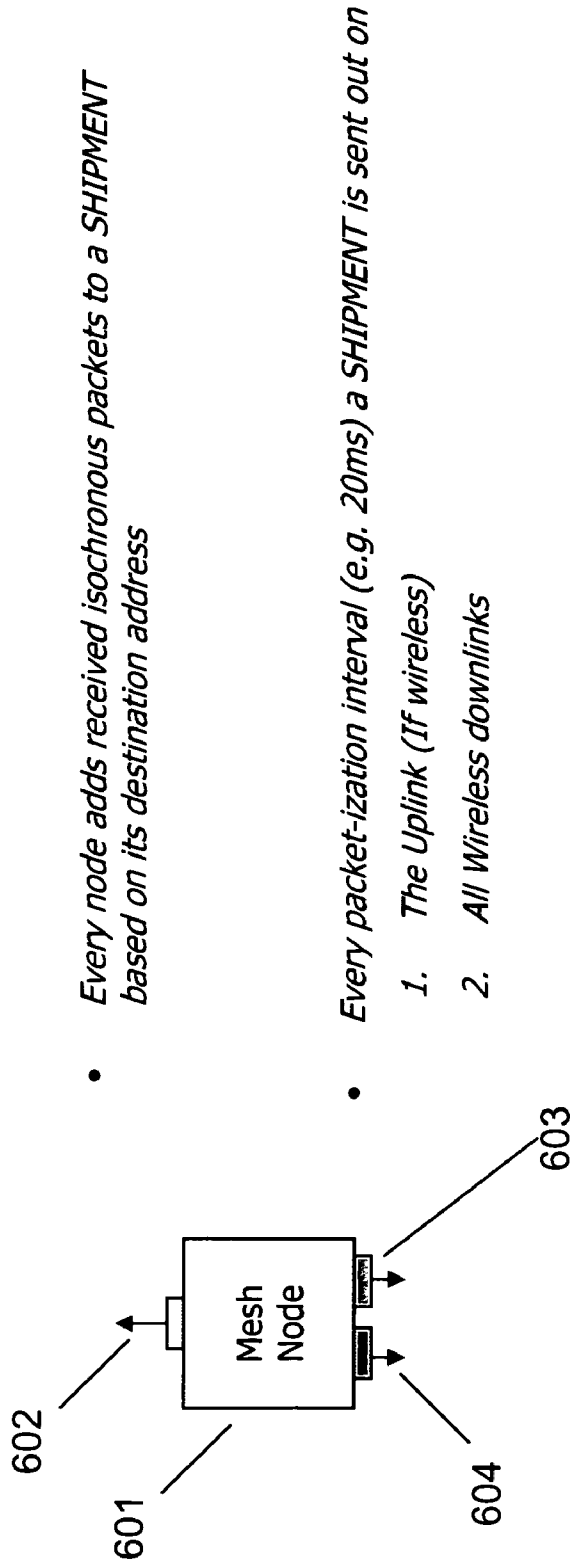 602
601
Mesh
Node
604
603
• Every node adds received isochronous packets to a SHIPMENT
based on its destination address
• Every packet-ization interval (e.g. 20ms) a SHIPMENT is sent out on
1. The Uplink (If wireless)
2. All Wireless downlinks